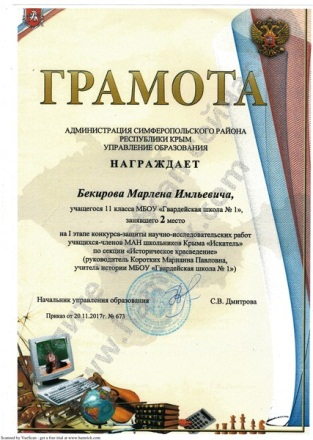 ГРАМОТА
АДМИНИСТРАЦИЯ СИМФЕРОПОЛЬСКОГО РАЙОНА
РЕСПУБЛИКИ КРЫМ
УПРАВЛЕНИЕ ОБРАЗОВАНИЯ
НАГРАЖДАЕТ
Бекирова Марлена Имльевича,
учащегося 11 класса МБОУ «Гвардейская школа № 1»,
занявшего 2 место
на I этапе конкурса-защиты научно-исследовательских работ
учащихся-членов МАН школьников Крыма «Искатель»
по секции «Историческое краеведение»
(руководитель Коротких Марианна Павловна,
учитель истории МБОУ «Гвардейская школа № 1»)
Начальник управления образования С.В. Дмитрова
Приказ от 20.11.2017г. № 673
Scanned by TurboScan - get a free trial at www.burrotech.com